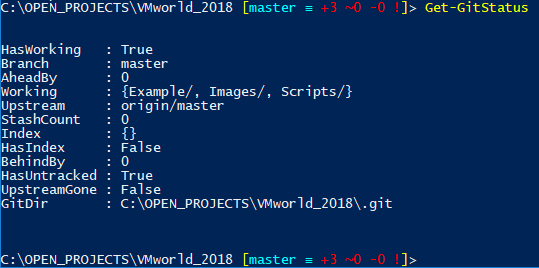 C:\OPEN_PROJECTS\VMworld_2018 [master ≡ +3 ~0 -0 !]> Get-GitStatus
HasWorking   : True
Branch       : master
AheadBy      : 0
Working      : {Example/, Images/, Scripts/}
Upstream     : origin/master
StashCount   : 0
Index        : {}
HasIndex     : False
BehindBy     : 0
HasUntracked : True
UpstreamGone : False
GitDir       : C:\OPEN_PROJECTS\VMworld_2018\.git
C:\OPEN_PROJECTS\VMworld_2018 [master ≡ +3 ~0 -0 !]>